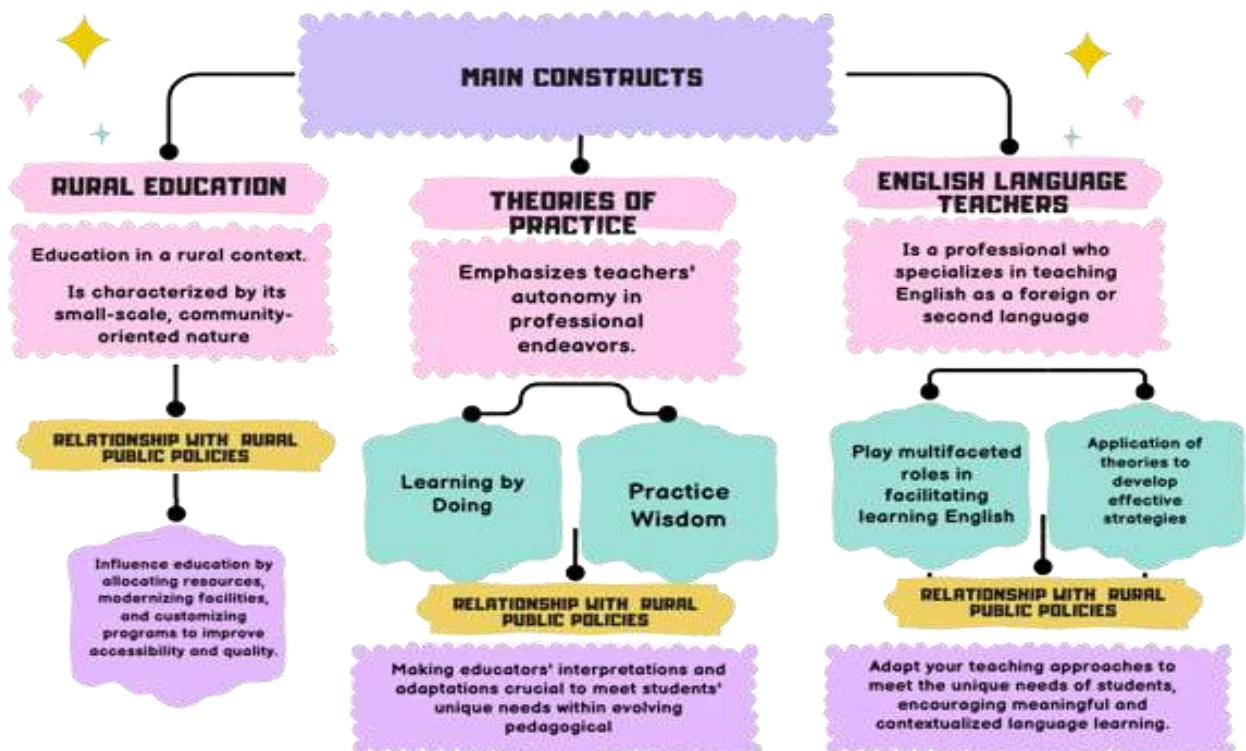 MAIN CONSTRUCTS
RURAL EDUCATION
Education in a rural context.
Is characterized by its
small-scale, community-
oriented nature
RELATIONSHIP WITH RURAL
PUBLIC POLICIES
Influence education by
allocating resources,
modernizing facilities,
and customizing
programs to improve
accessibility and quality.
THEORIES OF
PRACTICE
Emphasizes teachers'
autonomy in
professional
endeavors.
Learning by
Doing
Practice
Wisdom
RELATIONSHIP WITH RURAL
PUBLIC POLICIES
Making educators' interpretations and
adaptations crucial to meet students'
unique needs within evolving
pedagogical
ENGLISH LANGUAGE
TEACHERS
Is a professional who
specializes in teaching
English as a foreign or
second language
Play multifaceted
roles in
facilitating
learning English
Application of
theories to
develop
effective
strategies
RELATIONSHIP WITH RURAL
PUBLIC POLICIES
Adapt your teaching approaches to
meet the unique needs of students,
encouraging meaningful and
contextualized language learning.